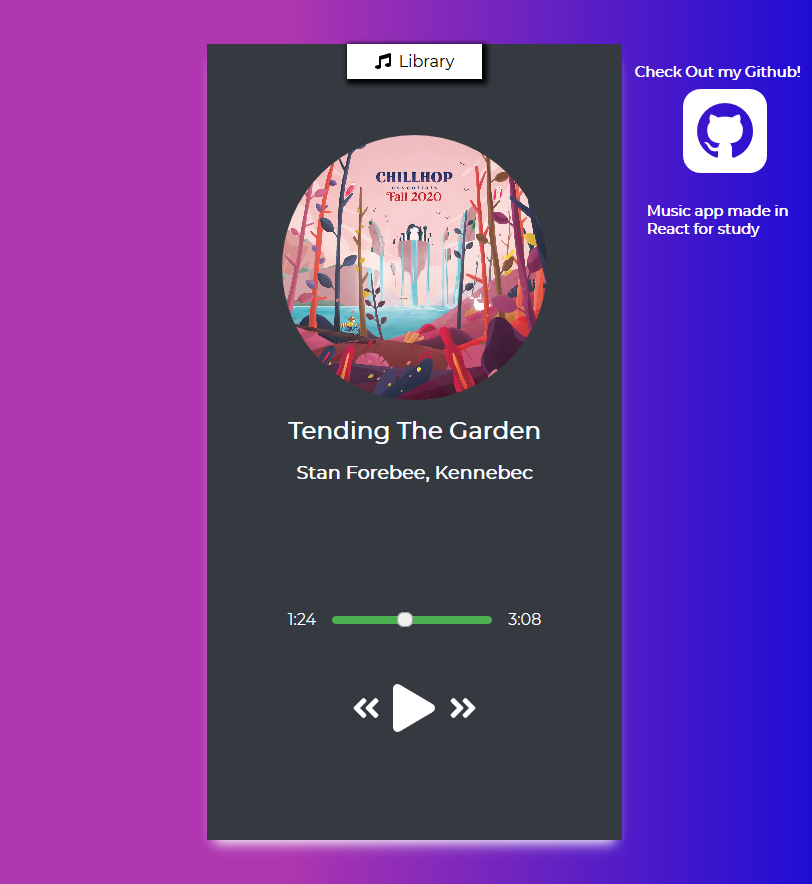 Library
Check Out my Github!
Music app made in
React for study
CHILLHOP
essentials
Fall 2020
Tending The Garden
Stan Forebee, Kennebec
1:24
3:08